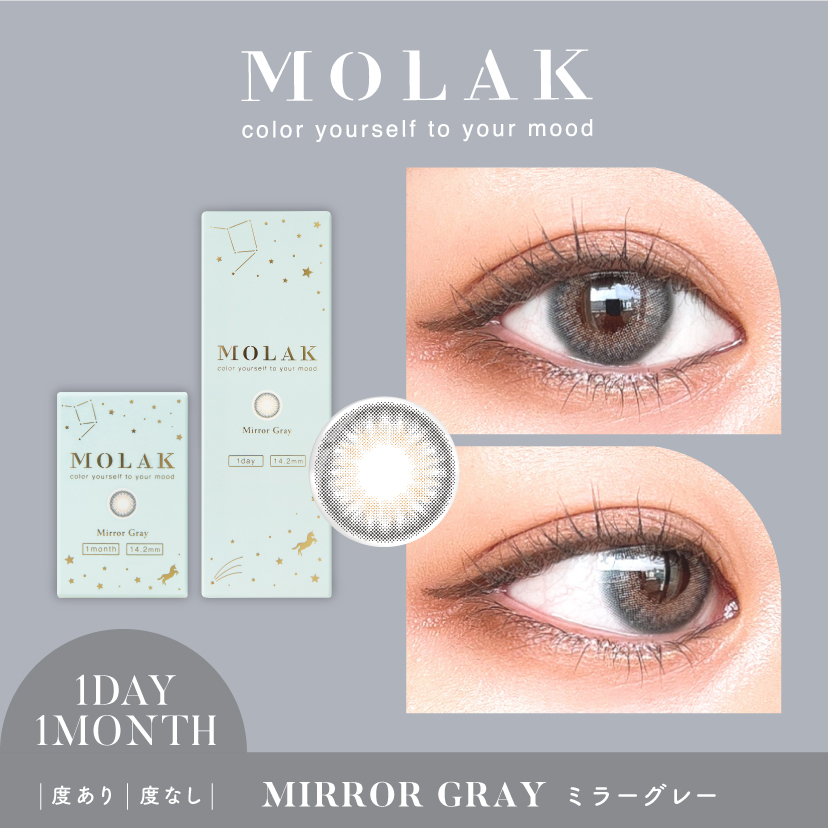 MOLAK
color yourself to your mood
MOLAK
color yourself to your mood
Mirror Gray
1day 14.2mm
MOLAK
color yourself to your mood
Mirror Gray
1month 14.2mm
1DAY
1MONTH
|度あり|度なし|
MIRROR GRAY ミラーグレー